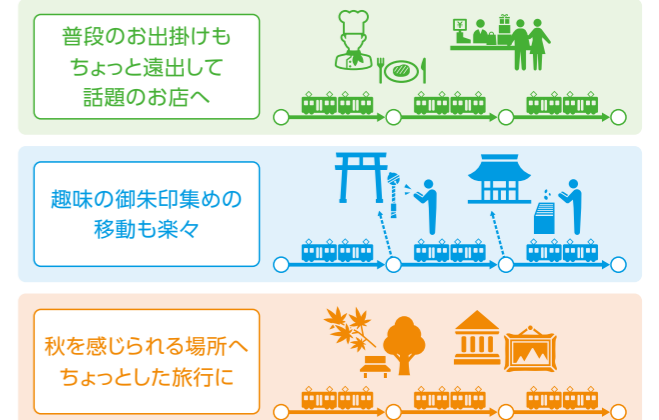 普段のお出掛けも
ちょっと遠出して
話題のお店へ
¥
趣味の御朱印集めの
移動も楽々
秋を感じられる場所へ
ちょっとした旅行に